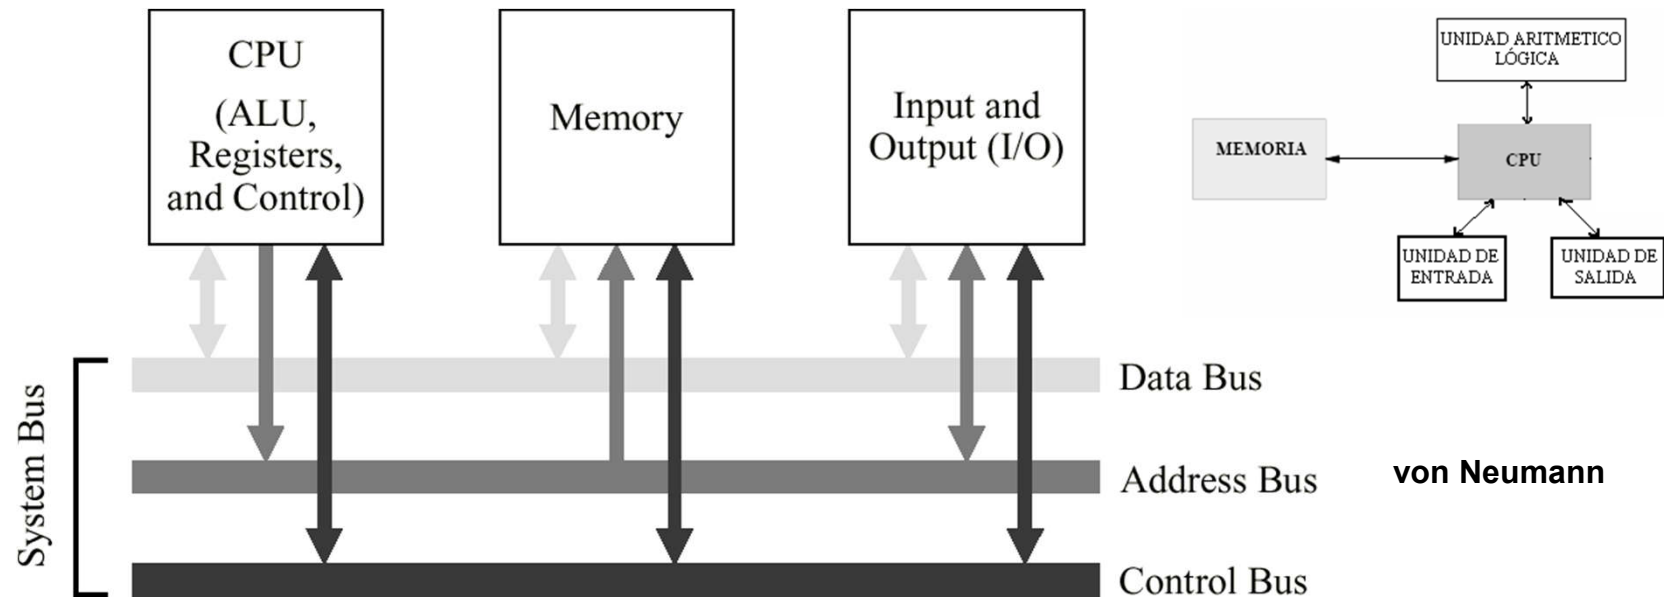 CPU
(ALU,
Registers,
and Control)
Memory
Input and
Output (I/O)
System Bus
Data Bus
Address Bus
Control Bus
UNIDAD ARITMETICO
LÓGICA
MEMORIA
CPU
UNIDAD DE
ENTRADA
UNIDAD DE
SALIDA
von Neumann